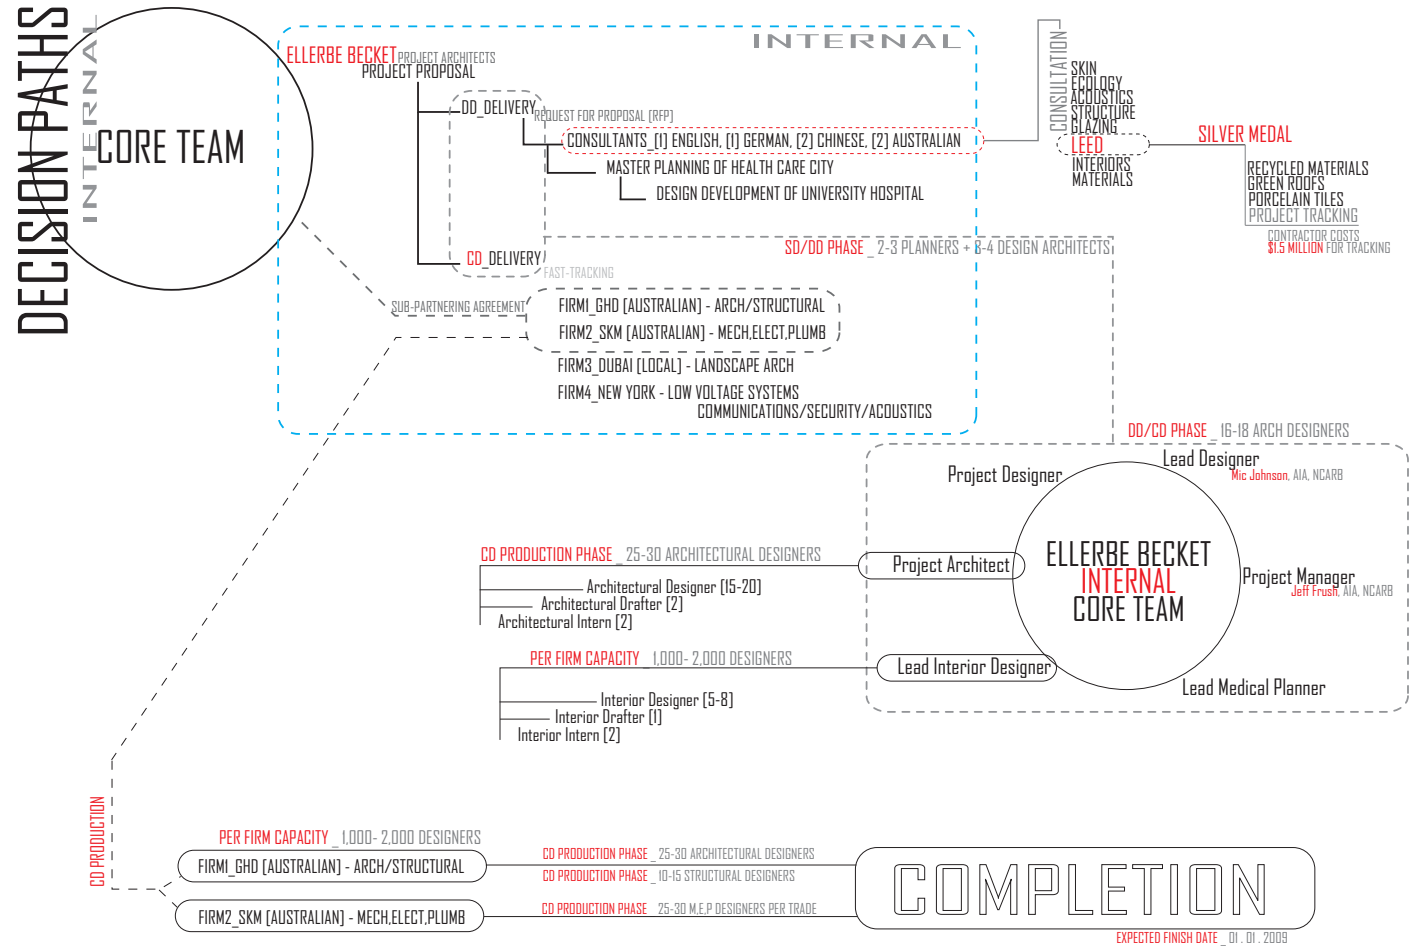 DECISION PATHS
INTERNAL
CORE TEAM
INTERNAL
ELLERBE BECKET PROJECT ARCHITECTS
PROJECT PROPOSAL
DD_DELIVERY
REQUEST FOR PROPOSAL [RFP]
CONSULTANTS_[1] ENGLISH, [1] GERMAN, [2] CHINESE, [2] AUSTRALIAN
MASTER PLANNING OF HEALTH CARE CITY
DESIGN DEVELOPMENT OF UNIVERSITY HOSPITAL
CD_DELIVERY
FAST-TRACKING
CONSULTATION
SKIN
ECOLOGY
ACOUSTICS
STRUCTURE
GLAZING
LEED
INTERIORS
MATERIALS
SILVER MEDAL
RECYCLED MATERIALS
GREEN ROOFS
PORCELAIN TILES
PROJECT TRACKING
CONTRACTOR COSTS
$1.5 MILLION FOR TRACKING
SD/DD PHASE _ 2-3 PLANNERS + 3-4 DESIGN ARCHITECTS
SUB-PARTNERING AGREEMENT
FIRM1_GHD [AUSTRALIAN] - ARCH/STRUCTURAL
FIRM2_SKM [AUSTRALIAN] - MECH,ELECT,PLUMB
FIRM3_DUBAI [LOCAL] - LANDSCAPE ARCH
FIRM4_NEW YORK - LOW VOLTAGE SYSTEMS
COMMUNICATIONS/SECURITY/ACOUSTICS
DD/CD PHASE _ 16-18 ARCH DESIGNERS
Lead Designer
Mic Johnson, AIA, NCARB
Project Designer
ELLERBE BECKET
INTERNAL
CORE TEAM
Project Architect
Project Manager
Jeff Frush, AIA, NCARB
Lead Interior Designer
Lead Medical Planner
CD PRODUCTION PHASE _ 25-30 ARCHITECTURAL DESIGNERS
Architectural Designer [15-20]
Architectural Drafter [2]
Architectural Intern [2]
PER FIRM CAPACITY _ 1,000- 2,000 DESIGNERS
Interior Designer [5-8]
Interior Drafter [1]
Interior Intern [2]
CD PRODUCTION
PER FIRM CAPACITY _ 1,000- 2,000 DESIGNERS
FIRM1_GHD [AUSTRALIAN] - ARCH/STRUCTURAL
FIRM2_SKM [AUSTRALIAN] - MECH,ELECT,PLUMB
CD PRODUCTION PHASE _ 25-30 ARCHITECTURAL DESIGNERS
CD PRODUCTION PHASE _ 10-15 STRUCTURAL DESIGNERS
CD PRODUCTION PHASE _ 25-30 M,E,P DESIGNERS PER TRADE
COMPLETION
EXPECTED FINISH DATE _ 01 . 01 . 2009